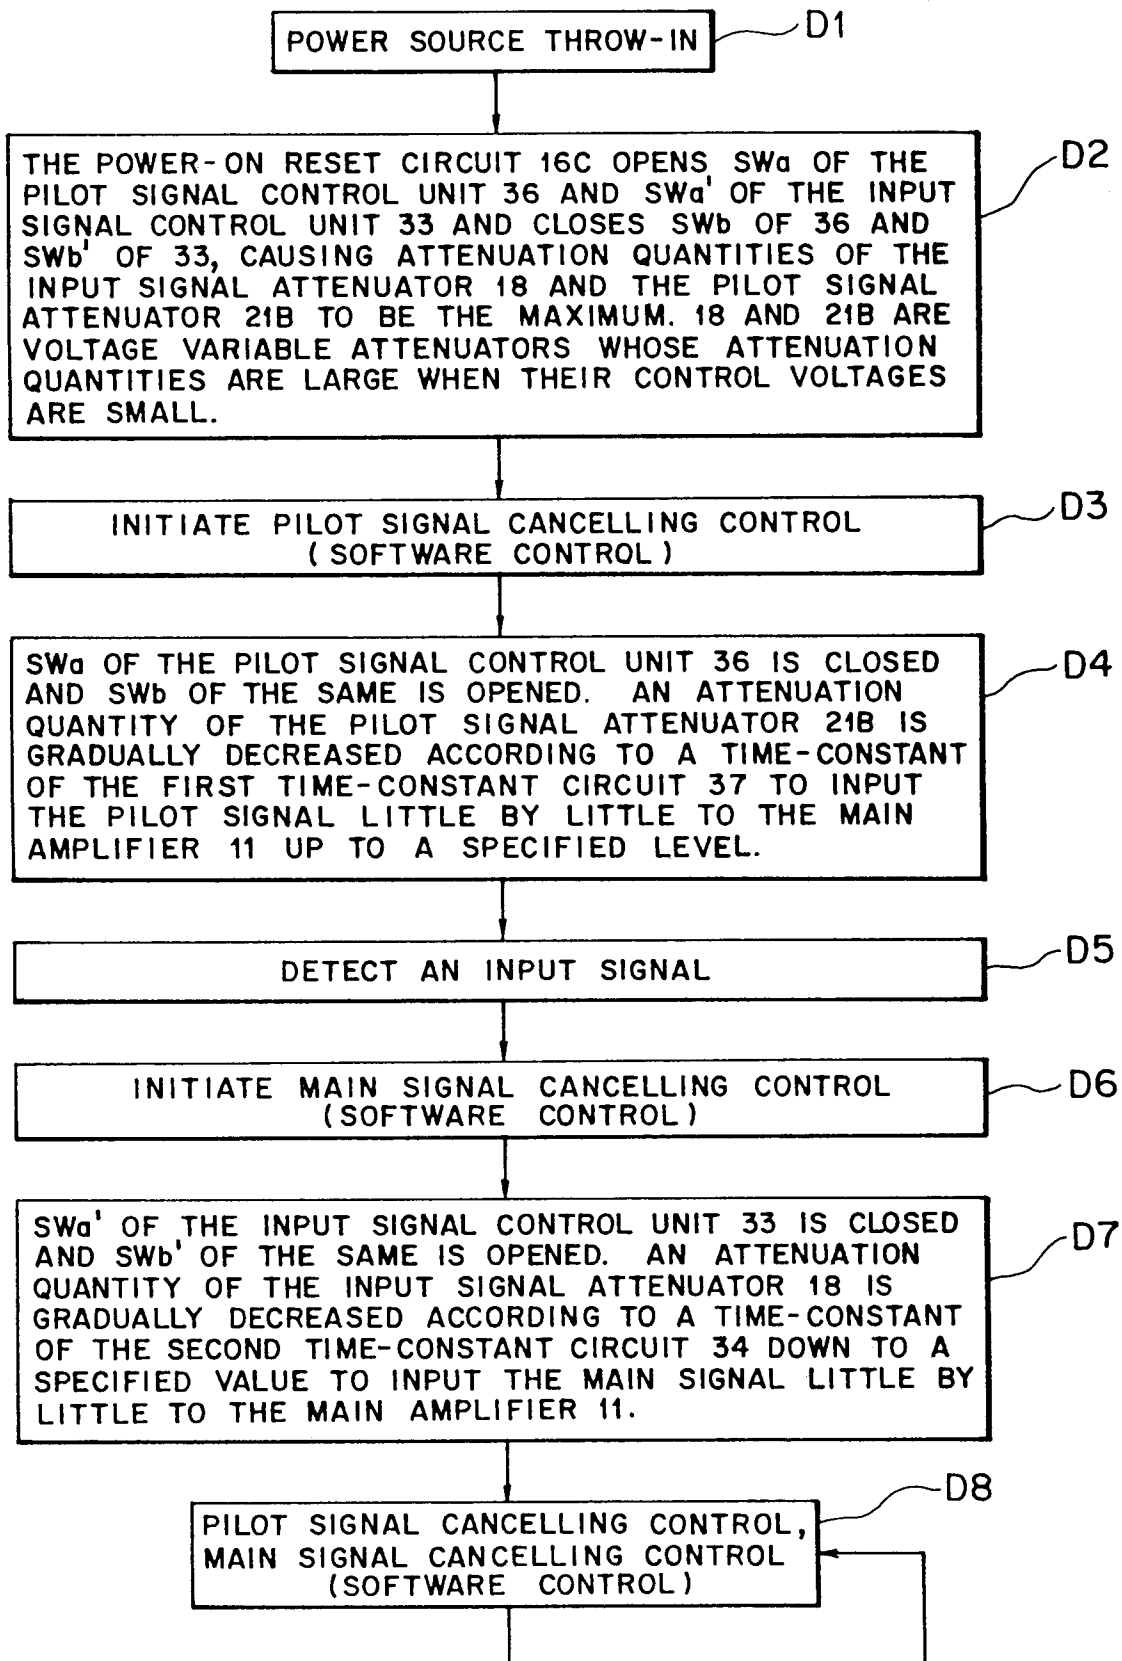 POWER SOURCE THROW-IN
D1
THE POWER-ON RESET CIRCUIT 16C OPENS SWa OF THE
PILOT SIGNAL CONTROL UNIT 36 AND SWa' OF THE INPUT
SIGNAL CONTROL UNIT 33 AND CLOSES SWb OF 36 AND
SWb' OF 33, CAUSING ATTENUATION QUANTITIES OF THE
INPUT SIGNAL ATTENUATOR 18 AND THE PILOT SIGNAL
ATTENUATOR 21B TO BE THE MAXIMUM. 18 AND 21B ARE
VOLTAGE VARIABLE ATTENUATORS WHOSE ATTENUATION
QUANTITIES ARE LARGE WHEN THEIR CONTROL VOLTAGES
ARE SMALL.
D2
INITIATE PILOT SIGNAL CANCELLING CONTROL
(SOFTWARE CONTROL)
D3
SWa OF THE PILOT SIGNAL CONTROL UNIT 36 IS CLOSED
AND SWb OF THE SAME IS OPENED. AN ATTENUATION
QUANTITY OF THE PILOT SIGNAL ATTENUATOR 21B IS
GRADUALLY DECREASED ACCORDING TO A TIME-CONSTANT
OF THE FIRST TIME-CONSTANT CIRCUIT 37 TO INPUT
THE PILOT SIGNAL LITTLE BY LITTLE TO THE MAIN
AMPLIFIER 11 UP TO A SPECIFIED LEVEL.
D4
DETECT AN INPUT SIGNAL
D5
INITIATE MAIN SIGNAL CANCELLING CONTROL
(SOFTWARE CONTROL)
D6
SWa' OF THE INPUT SIGNAL CONTROL UNIT 33 IS CLOSED
AND SWb' OF THE SAME IS OPENED. AN ATTENUATION
QUANTITY OF THE INPUT SIGNAL ATTENUATOR 18 IS
GRADUALLY DECREASED ACCORDING TO A TIME-CONSTANT
OF THE SECOND TIME-CONSTANT CIRCUIT 34 DOWN TO A
SPECIFIED VALUE TO INPUT THE MAIN SIGNAL LITTLE BY
LITTLE TO THE MAIN AMPLIFIER 11.
D7
PILOT SIGNAL CANCELLING CONTROL,
MAIN SIGNAL CANCELLING CONTROL
(SOFTWARE CONTROL)
D8